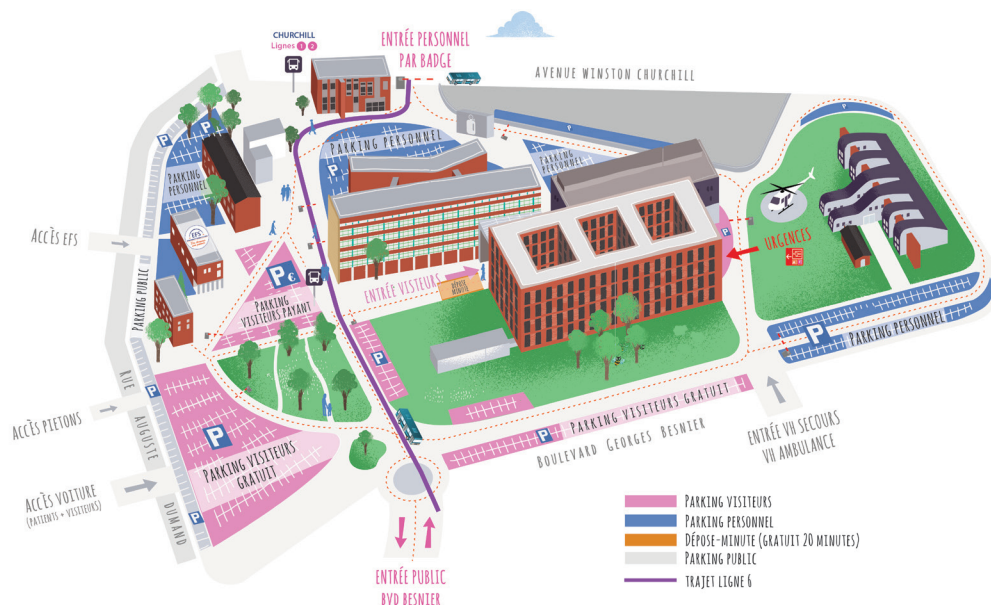 CHURCHILL
Lignes 1 2
ENTRÉE PERSONNEL
PAR BADGE
AVENUE WINSTON CHURCHILL
P
PARKING PERSONNEL
P
PARKING
PERSONNEL
P
PARKING
PERSONNEL
P
P
ACCÈS EFS
EFS
P
URGENCES
P
P €
PARKING
VISITEURS PAYANT
ENTRÉE VISTEURS
DÉPOSE
MINUTE
PARKING PUBLIC
P
P
PARKING PERSONNEL
P
RUE
AUGUSTE
DUMAND
ACCÈS PIETONS
P
P
PARKING VISITEURS
GRATUIT
ACCÈS VOITURE
(PATIENTS + VISITEURS)
P
PARKING VISITEURS GRATUIT
BOULEVARD GEORGES BESNIER
ENTRÉE VH SECOURS
VH AMBULANCE
ENTRÉE PUBLIC
BVD BESNIER
PARKING VISITEURS
PARKING PERSONNEL
DÉPOSE-MINUTE (GRATUIT 20 MINUTES)
PARKING PUBLIC
TRAJET LIGNE 6